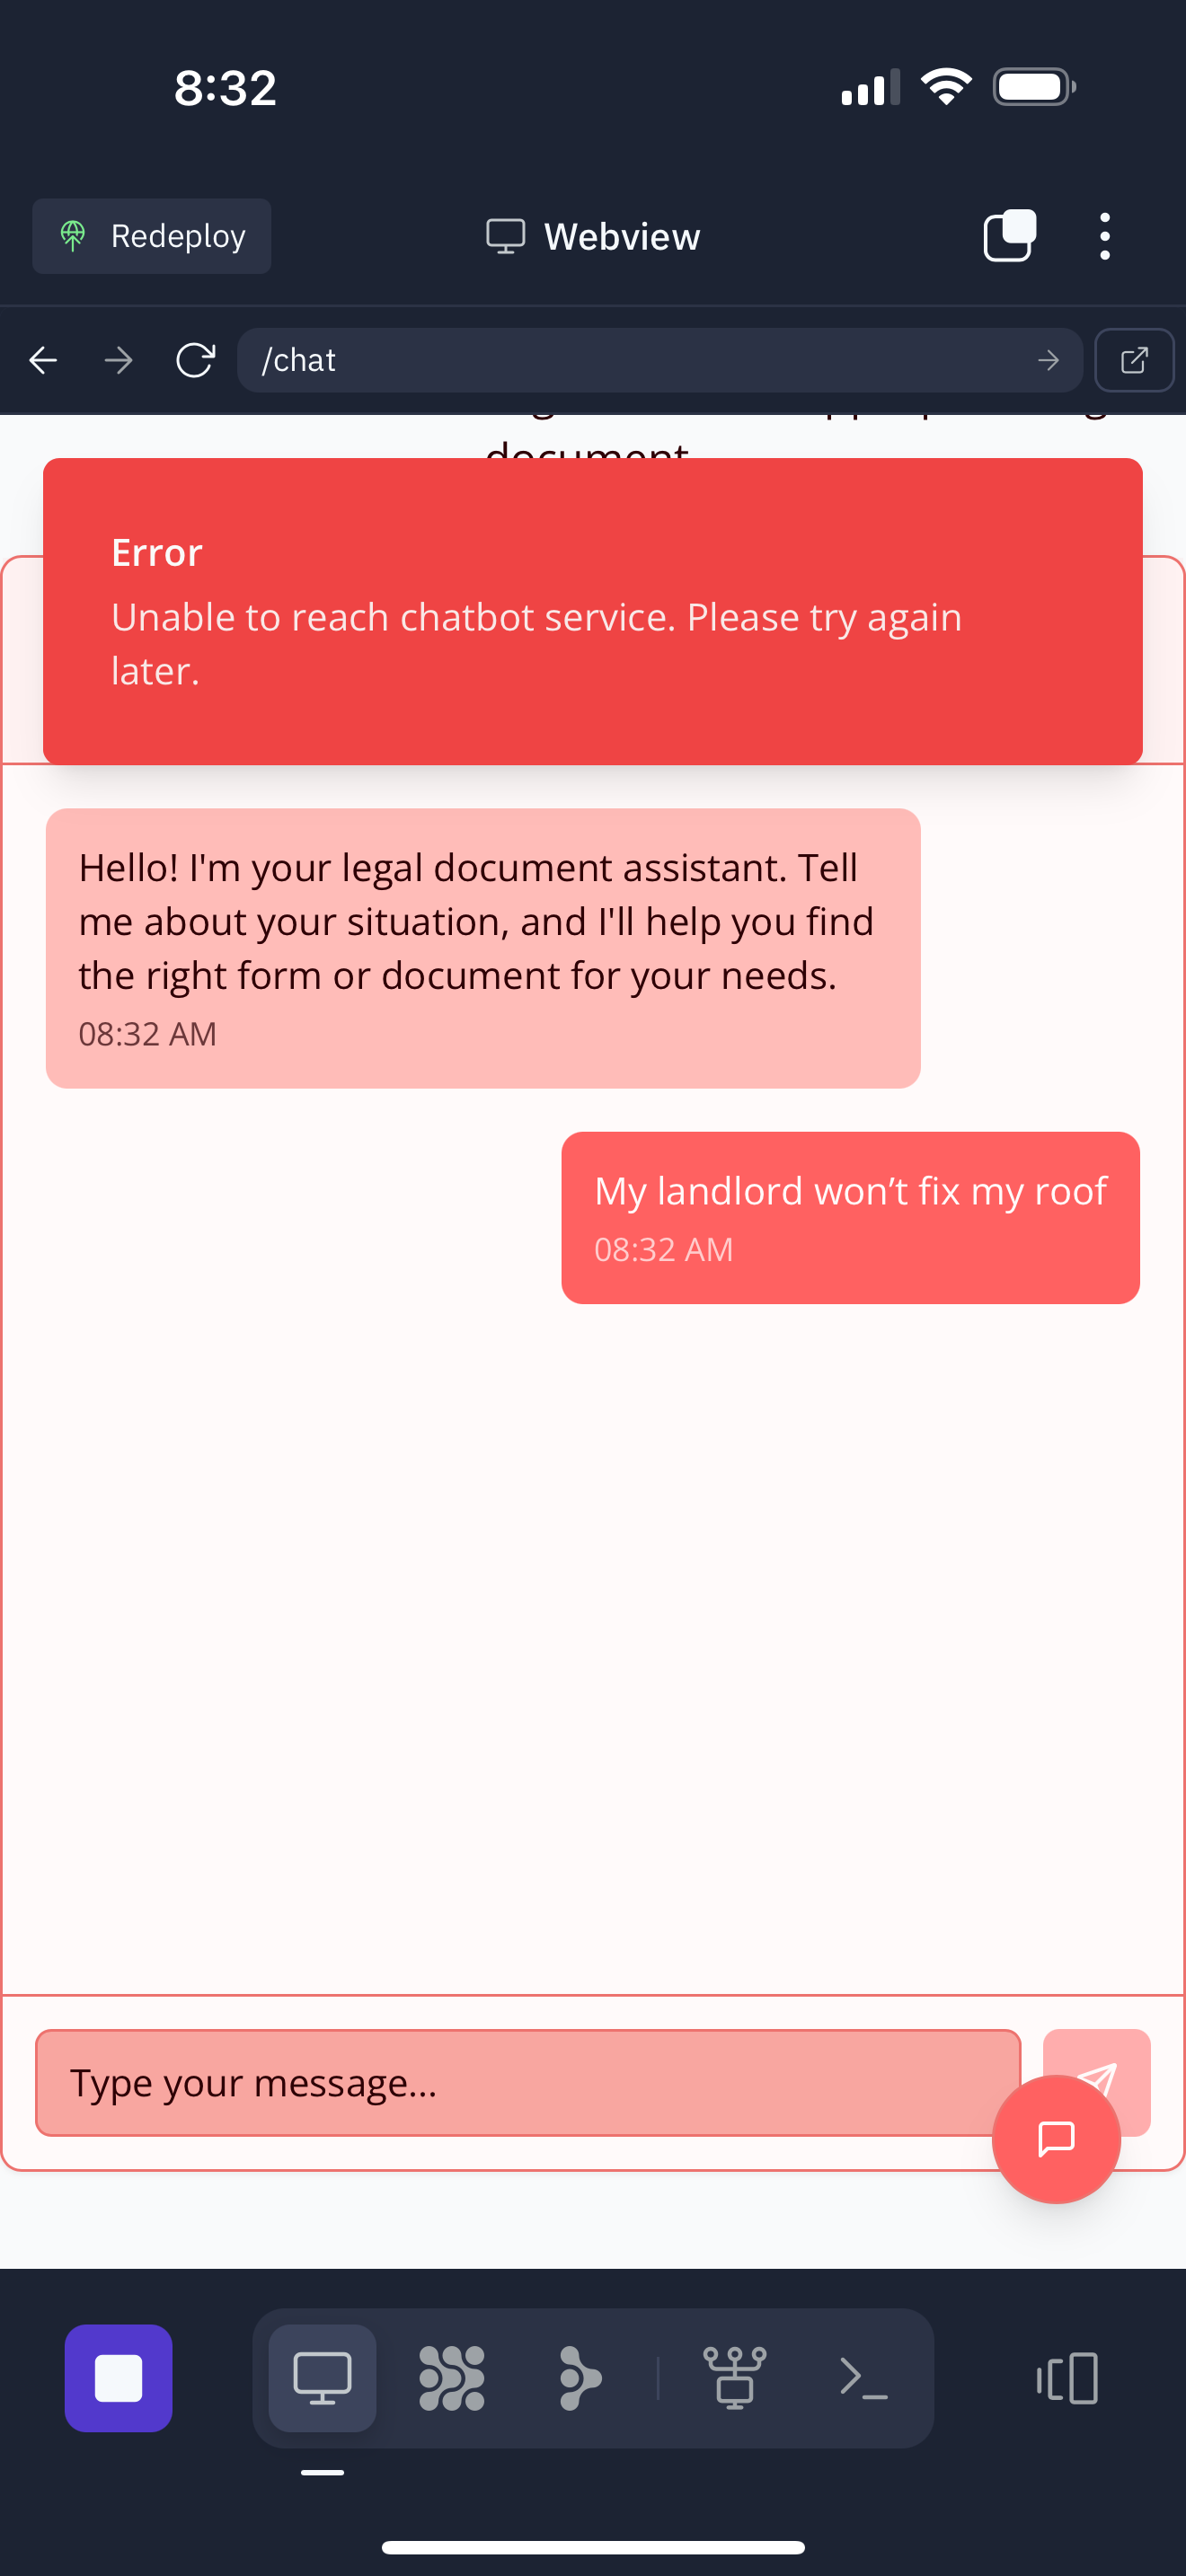 8:32
Redeploy
Webview
/chat
document
Error
Unable to reach chatbot service. Please try again
later.
Hello! I'm your legal document assistant. Tell
me about your situation, and I'll help you find
the right form or document for your needs.
08:32 AM
My landlord won’t fix my roof
08:32 AM
Type your message...